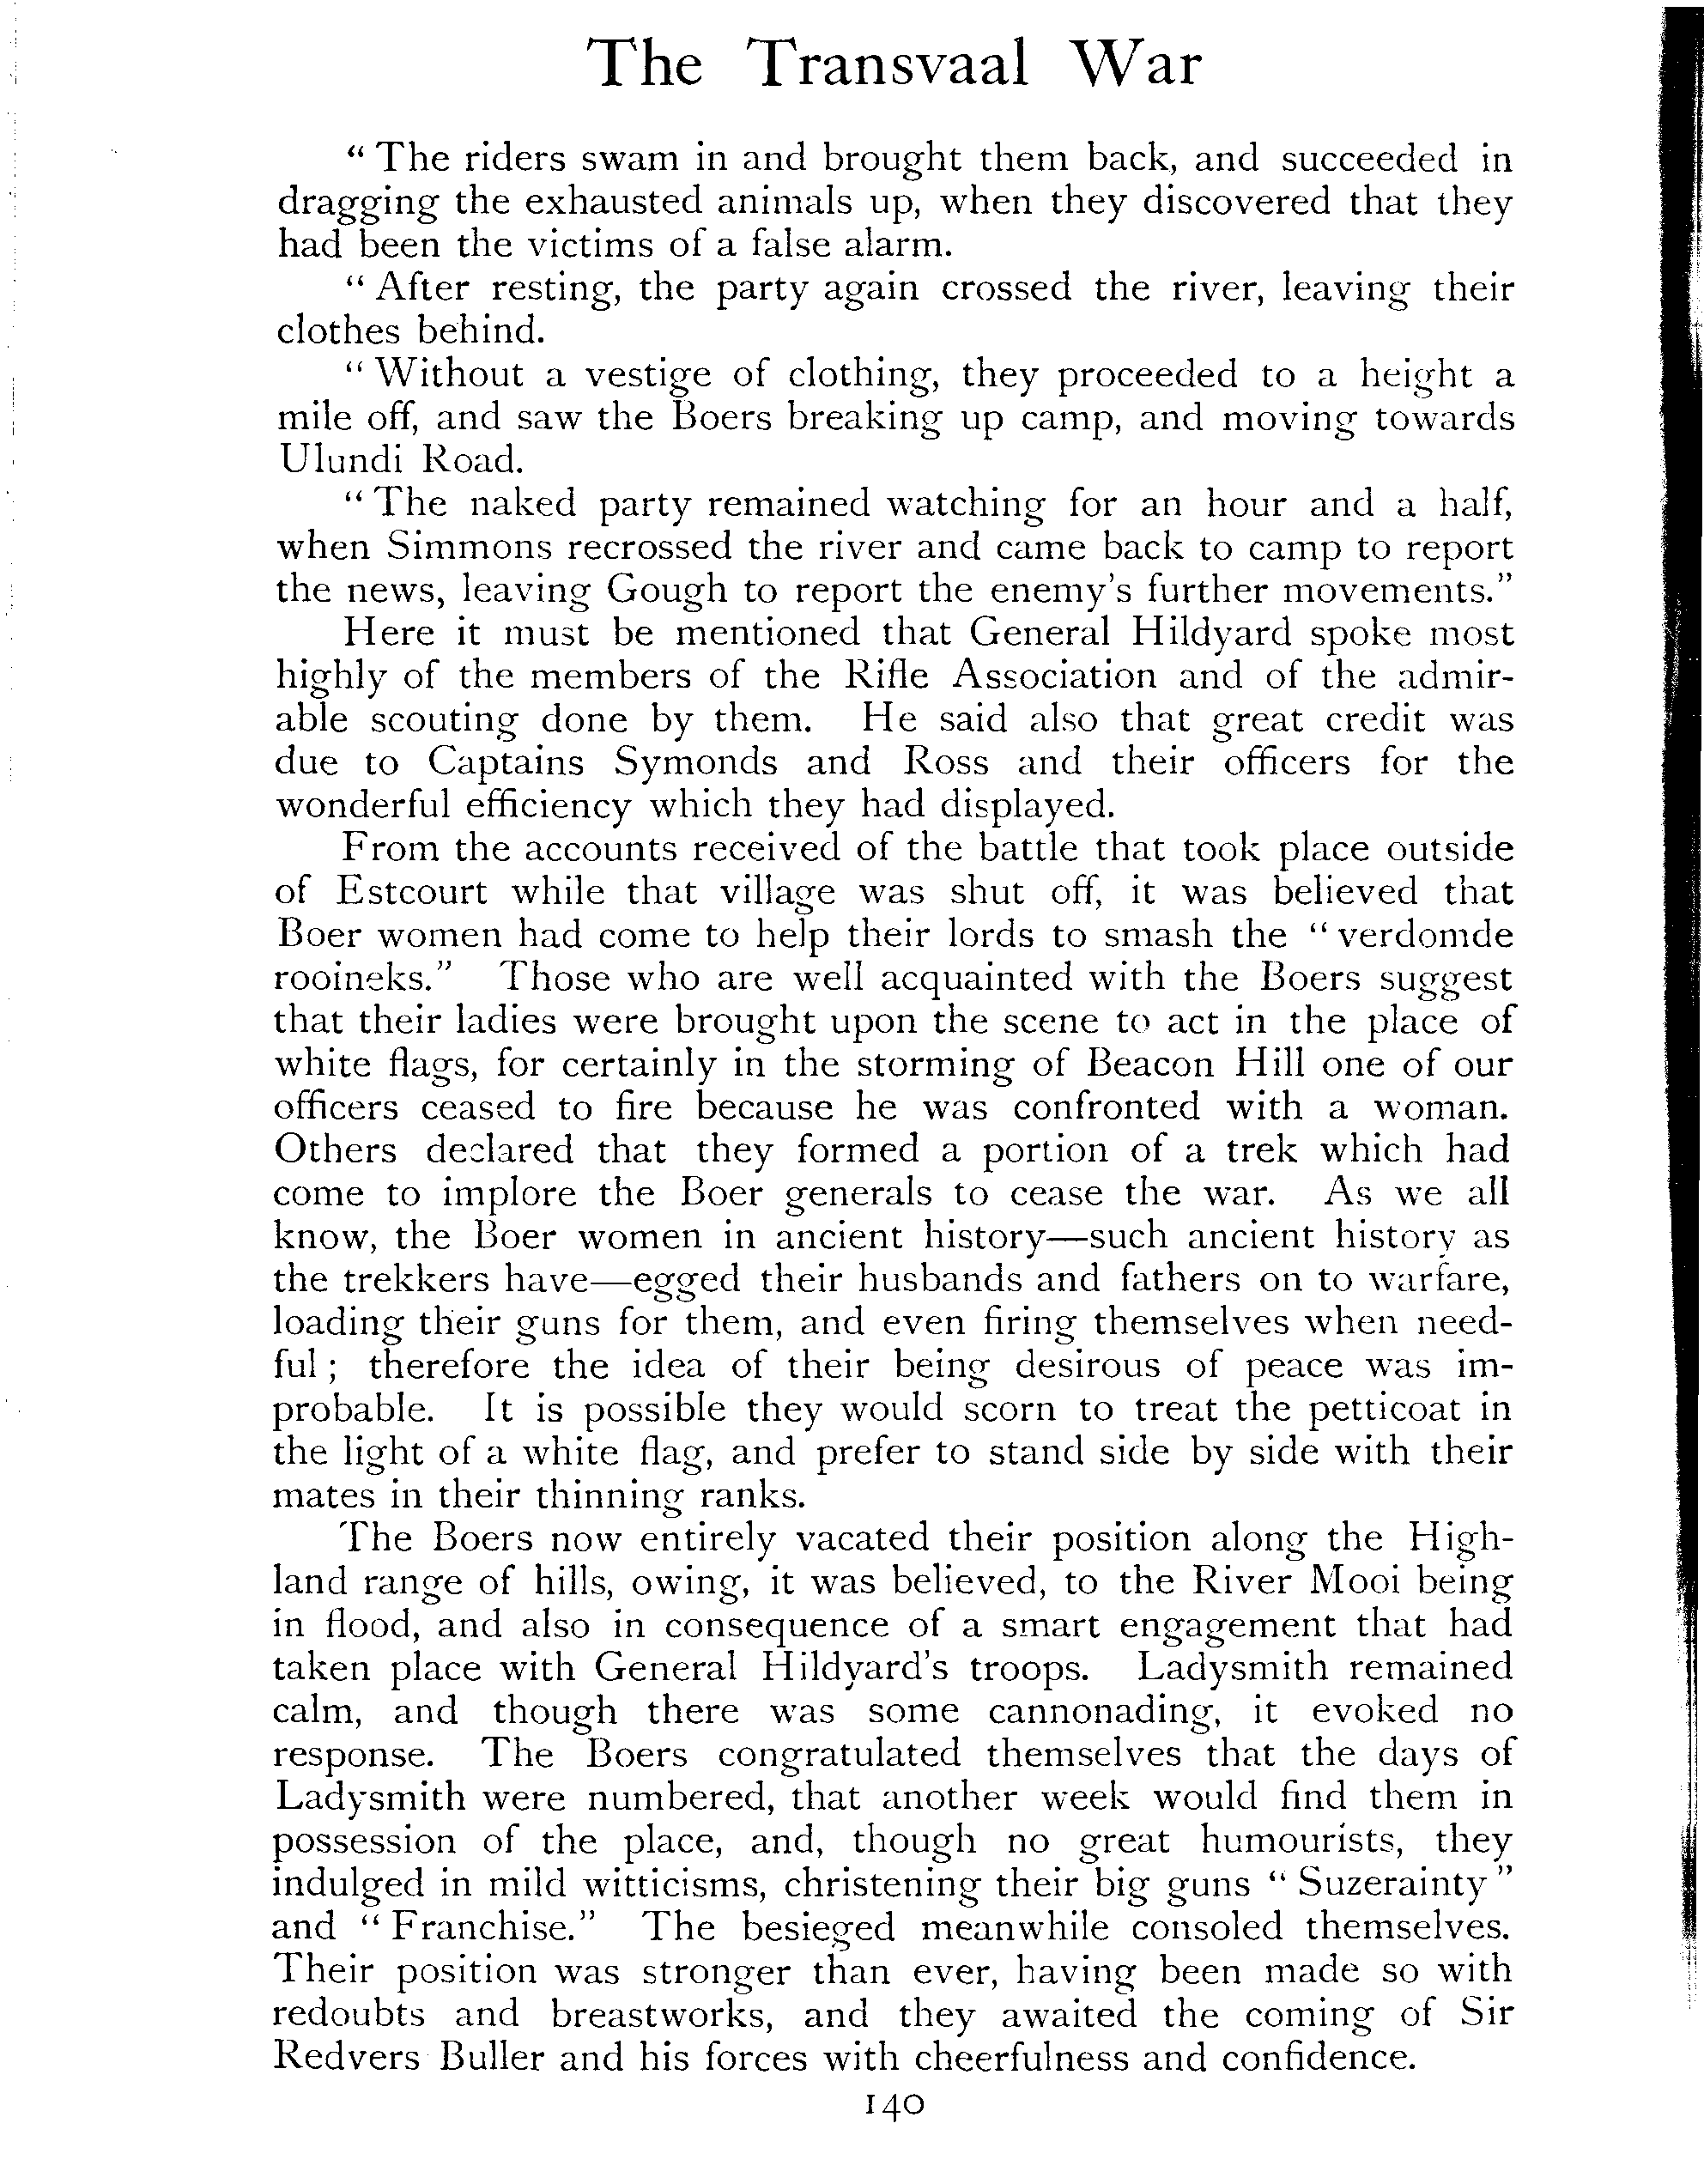 The Transvaal War
“ The riders swam in and brought them back, and succeeded in
dragging the exhausted animals up, when they discovered that they
had been the victims of a false alarm.
“ After resting, the party again crossed the river, leaving their
clothes behind.
“ Without a vestige of clothing, they proceeded to a height a
mile off, and saw the Boers breaking up camp, and moving towards
Ulundi Road.
“ The naked party remained watching for an hour and a half,
when Simmons recrossed the river and came back to camp to report
the news, leaving Gough to report the enemy's further movements.”
Here it must be mentioned that General Hildyard spoke most
highly of the members of the Rifle Association and of the admir-
able scouting done by them. He said also that great credit was
due to Captains Symonds and Ross and their officers for the
wonderful efficiency which they had displayed.
From the accounts received of the battle that took place outside
of Estcourt while that village was shut off, it was believed that
Boer women had come to help their lords to smash the “ verdomde
rooineks.” Those who are well acquainted with the Boers suggest
that their ladies were brought upon the scene to act in the place of
white flags, for certainly in the storming of Beacon Hill one of our
officers ceased to fire because he was confronted with a woman.
Others declared that they formed a portion of a trek which had
come to implore the Boer generals to cease the war. As we all
know, the Boer women in ancient history—such ancient history as
the trekkers have—egged their husbands and fathers on to warfare,
loading their guns for them, and even firing themselves when need-
ful ; therefore the idea of their being desirous of peace was im-
probable. It is possible they would scorn to treat the petticoat in
the light of a white flag, and prefer to stand side by side with their
mates in their thinning ranks.
The Boers now entirely vacated their position along the High-
land range of hills, owing, it was believed, to the River Mooi being
in flood, and also in consequence of a smart engagement that had
taken place with General Hildyard's troops. Ladysmith remained
calm, and though there was some cannonading, it evoked no
response. The Boers congratulated themselves that the days of
Ladysmith were numbered, that another week would find them in
possession of the place, and, though no great humourists, they
indulged in mild witticisms, christening their big guns “ Suzerainty ”
and “ Franchise.” The besieged meanwhile consoled themselves.
Their position was stronger than ever, having been made so with
redoubts and breastworks, and they awaited the coming of Sir
Redvers Buller and his forces with cheerfulness and confidence.
140